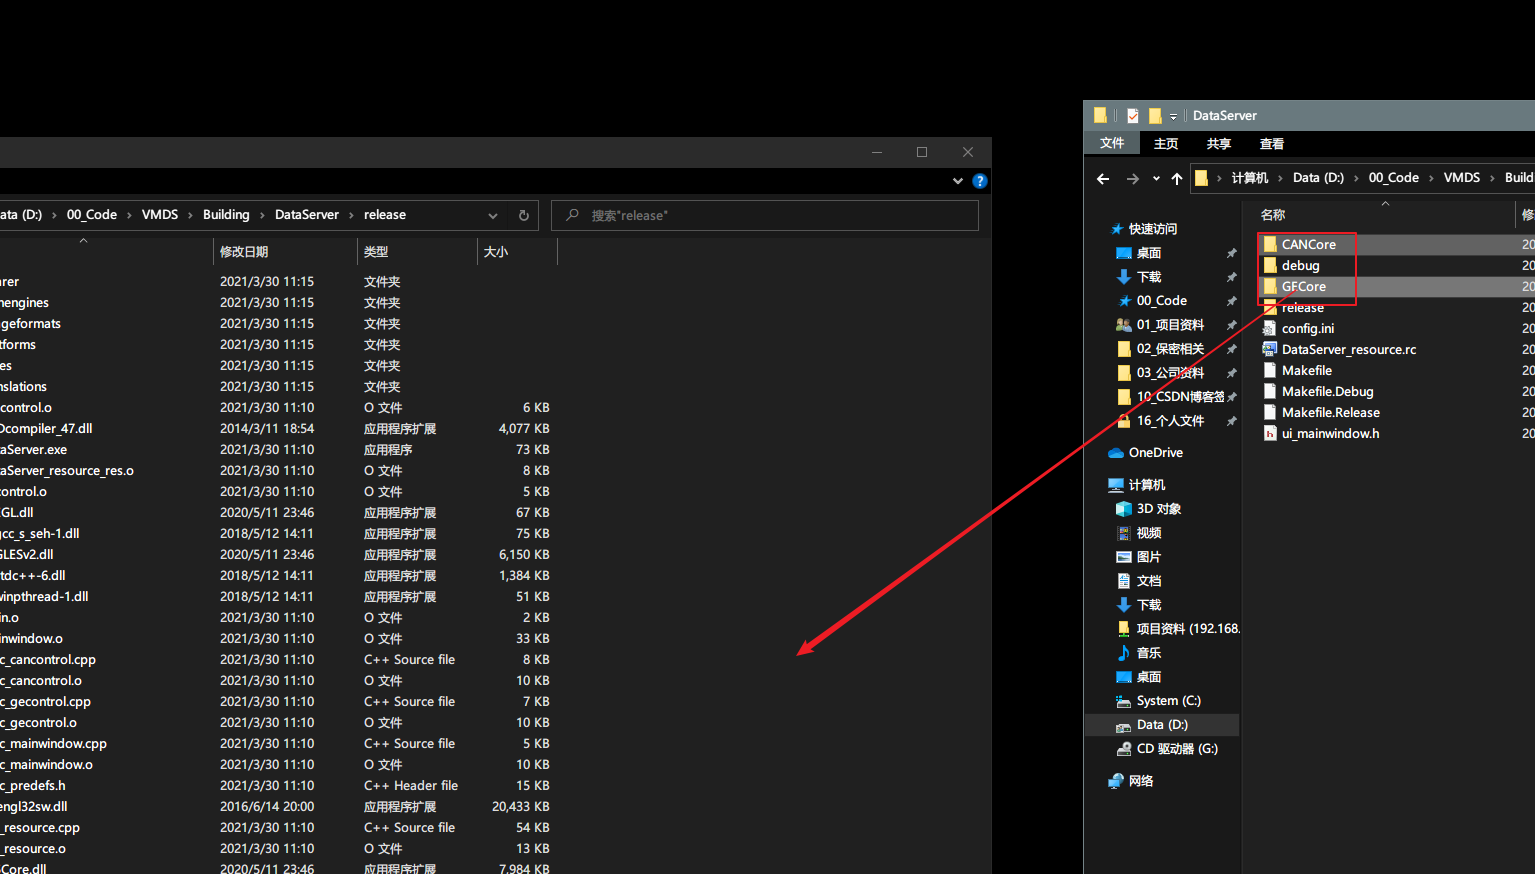 ata (D:) › 00_Code › VMDS › Building › DataServer › release
搜索"release"
修改日期 类型 大小
rer 2021/3/30 11:15 文件夹
nengines 2021/3/30 11:15 文件夹
geformats 2021/3/30 11:15 文件夹
tforms 2021/3/30 11:15 文件夹
es 2021/3/30 11:15 文件夹
nslations 2021/3/30 11:15 文件夹
control.o 2021/3/30 11:10 O 文件 6 KB
Dcompiler_47.dll 2014/3/11 18:54 应用程序扩展 4,077 KB
aServer.exe 2021/3/30 11:10 应用程序 73 KB
aServer_resource_res.o 2021/3/30 11:10 O 文件 8 KB
control.o 2021/3/30 11:10 O 文件 5 KB
EGL.dll 2020/5/11 23:46 应用程序扩展 67 KB
gcc_s_seh-1.dll 2018/5/12 14:11 应用程序扩展 75 KB
GLESv2.dll 2020/5/11 23:46 应用程序扩展 6,150 KB
tdc++-6.dll 2018/5/12 14:11 应用程序扩展 1,384 KB
winpthread-1.dll 2018/5/12 14:11 应用程序扩展 51 KB
in.o 2021/3/30 11:10 O 文件 2 KB
inwindow.o 2021/3/30 11:10 O 文件 33 KB
c_cancontrol.cpp 2021/3/30 11:10 C++ Source file 8 KB
c_cancontrol.o 2021/3/30 11:10 O 文件 10 KB
c_gecontrol.cpp 2021/3/30 11:10 C++ Source file 7 KB
c_gecontrol.o 2021/3/30 11:10 O 文件 10 KB
c_mainwindow.cpp 2021/3/30 11:10 C++ Source file 5 KB
c_mainwindow.o 2021/3/30 11:10 O 文件 10 KB
c_predefs.h 2021/3/30 11:10 C++ Header file 15 KB
engl32sw.dll 2016/6/14 20:00 应用程序扩展 20,433 KB
_resource.cpp 2021/3/30 11:10 C++ Source file 54 KB
_resource.o 2021/3/30 11:10 O 文件 13 KB
Core.dll 2020/5/11 23:46 应用程序扩展 7,984 KB
DataServer
文件 主页 共享 查看
计算机 › Data (D:) › 00_Code › VMDS › Build
快速访问
桌面
下载
00_Code
01_项目资料
02_保密相关
03_公司资料
10_CSDN博客签
16_个人文件
OneDrive
计算机
3D 对象
视频
图片
文档
下载
项目资料 (192.168.
音乐
桌面
System (C:)
Data (D:)
CD 驱动器 (G:)
网络
名称 修
CANCore 20
debug 20
GFCore 20
release 20
config.ini 20
DataServer_resource.rc 20
Makefile 20
Makefile.Debug 20
Makefile.Release 20
ui_mainwindow.h 20